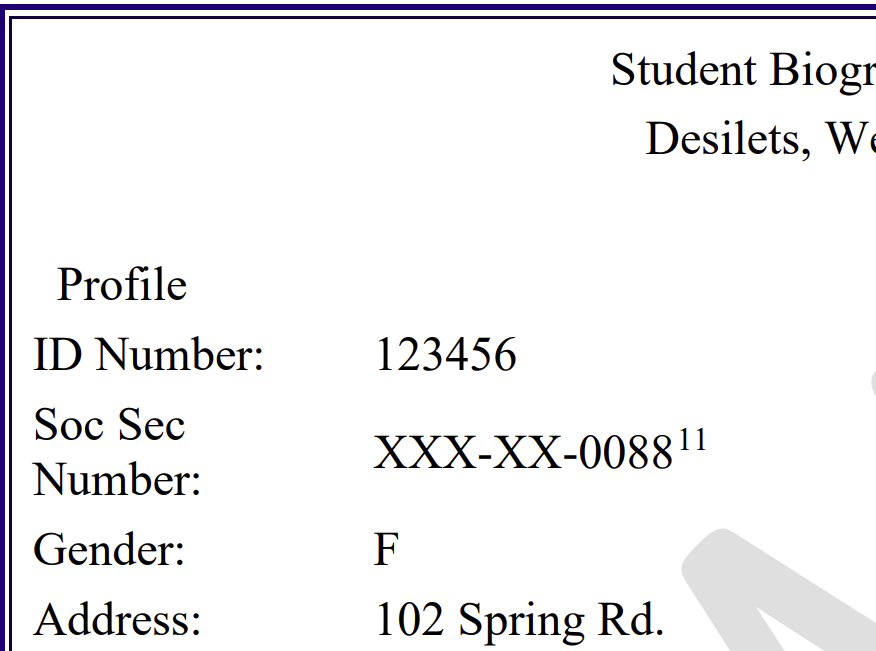 Student Biogr
Desilets, We
Profile
ID Number: 123456
Soc Sec
Number: XXX-XX-0088¹¹
Gender: F
Address: 102 Spring Rd.